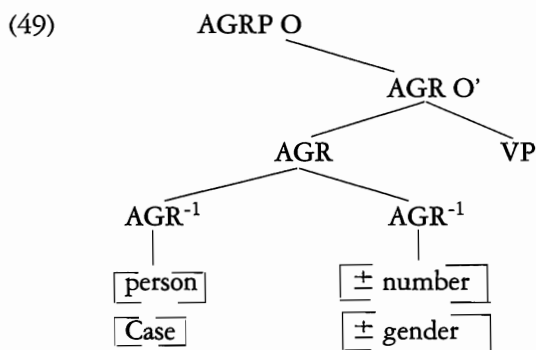 (49) AGRP O
AGR O'
AGR VP
AGR⁻¹ AGR⁻¹
[person] [± number]
[Case] [± gender]